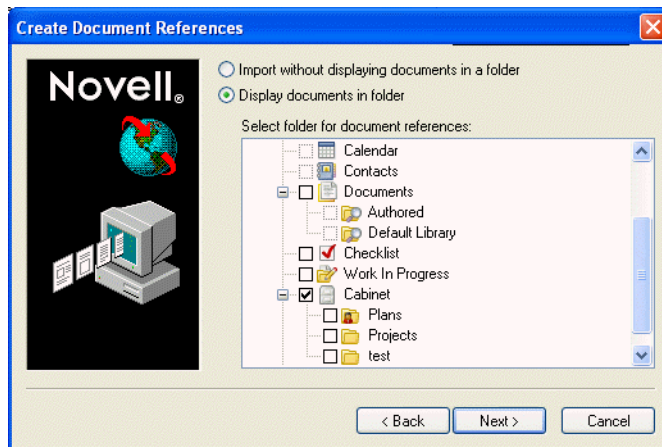 Create Document References
Novell®
Import without displaying documents in a folder
Display documents in folder
Select folder for document references:
Calendar
Contacts
Documents
Authored
Default Library
Checklist
Work In Progress
Cabinet
Plans
Projects
test
< Back
Next >
Cancel